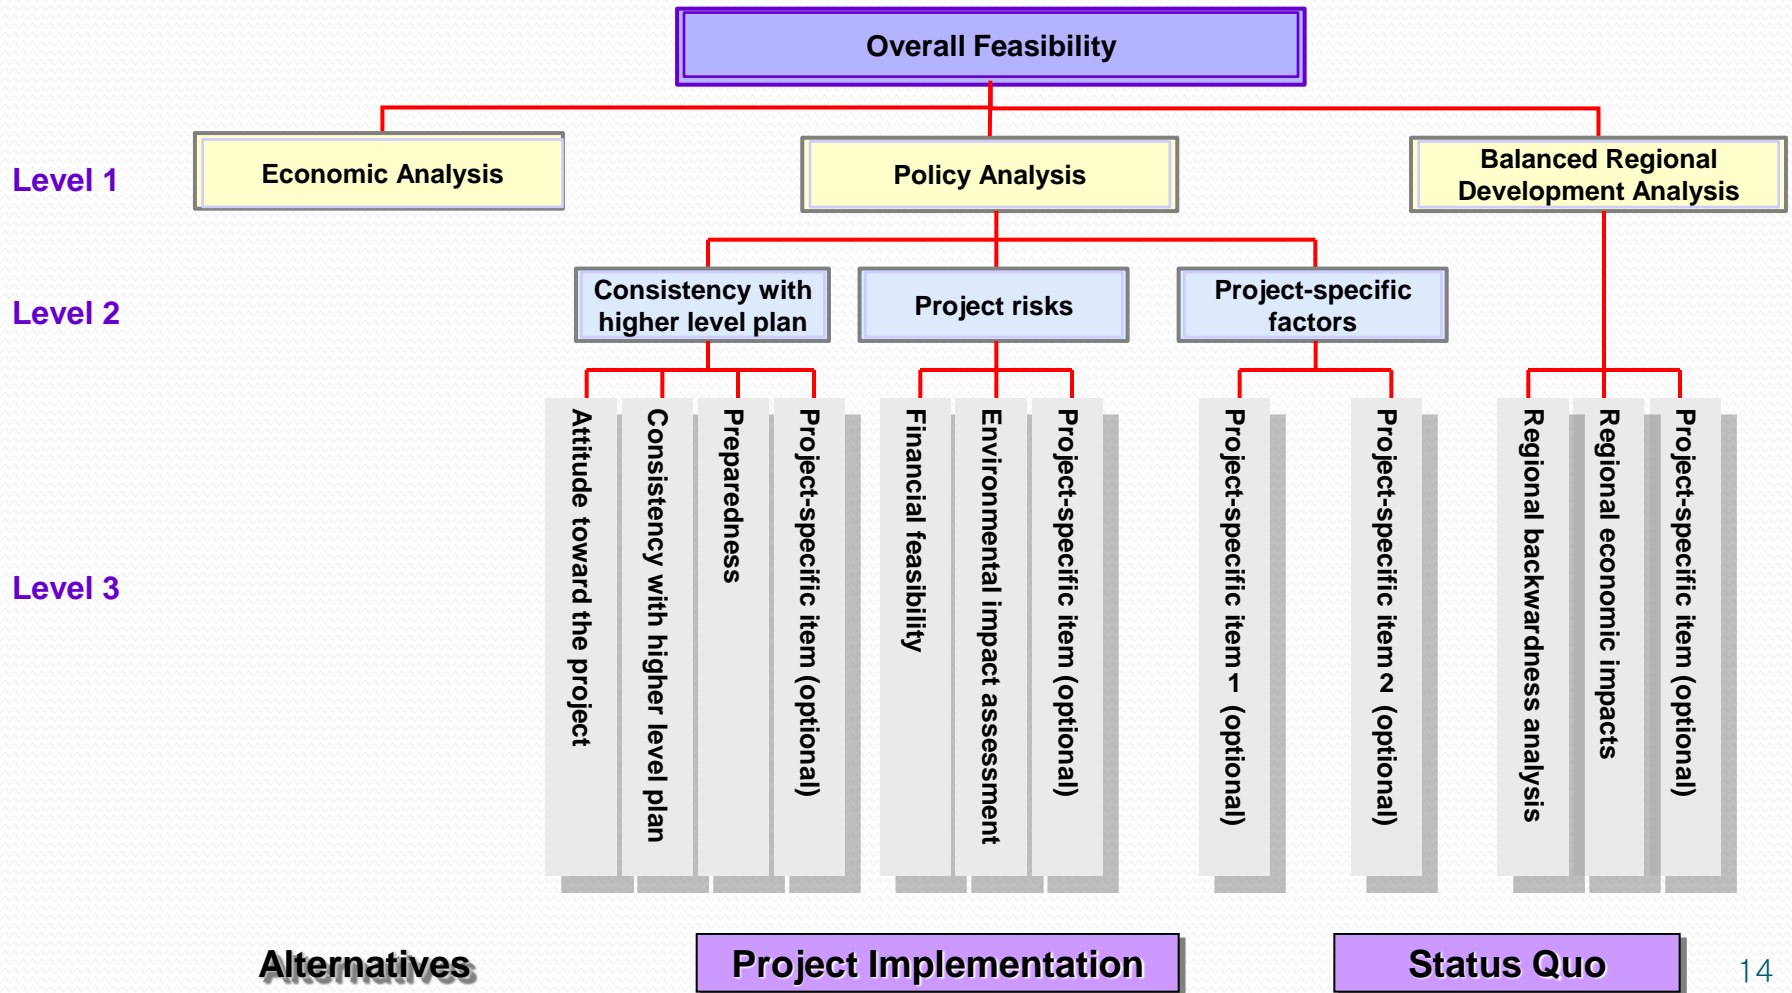 Overall Feasibility
Level 1
Economic Analysis
Policy Analysis
Balanced Regional
Development Analysis
Level 2
Consistency with
higher level plan
Project risks
Project-specific
factors
Level 3
Attitude toward the project
Consistency with higher level plan
Preparedness
Project-specific item (optional)
Financial feasibility
Environmental impact assessment
Project-specific item (optional)
Project-specific item 1 (optional)
Project-specific item 2 (optional)
Regional backwardness analysis
Regional economic impacts
Project-specific item (optional)
Alternatives
Project Implementation
Status Quo
14